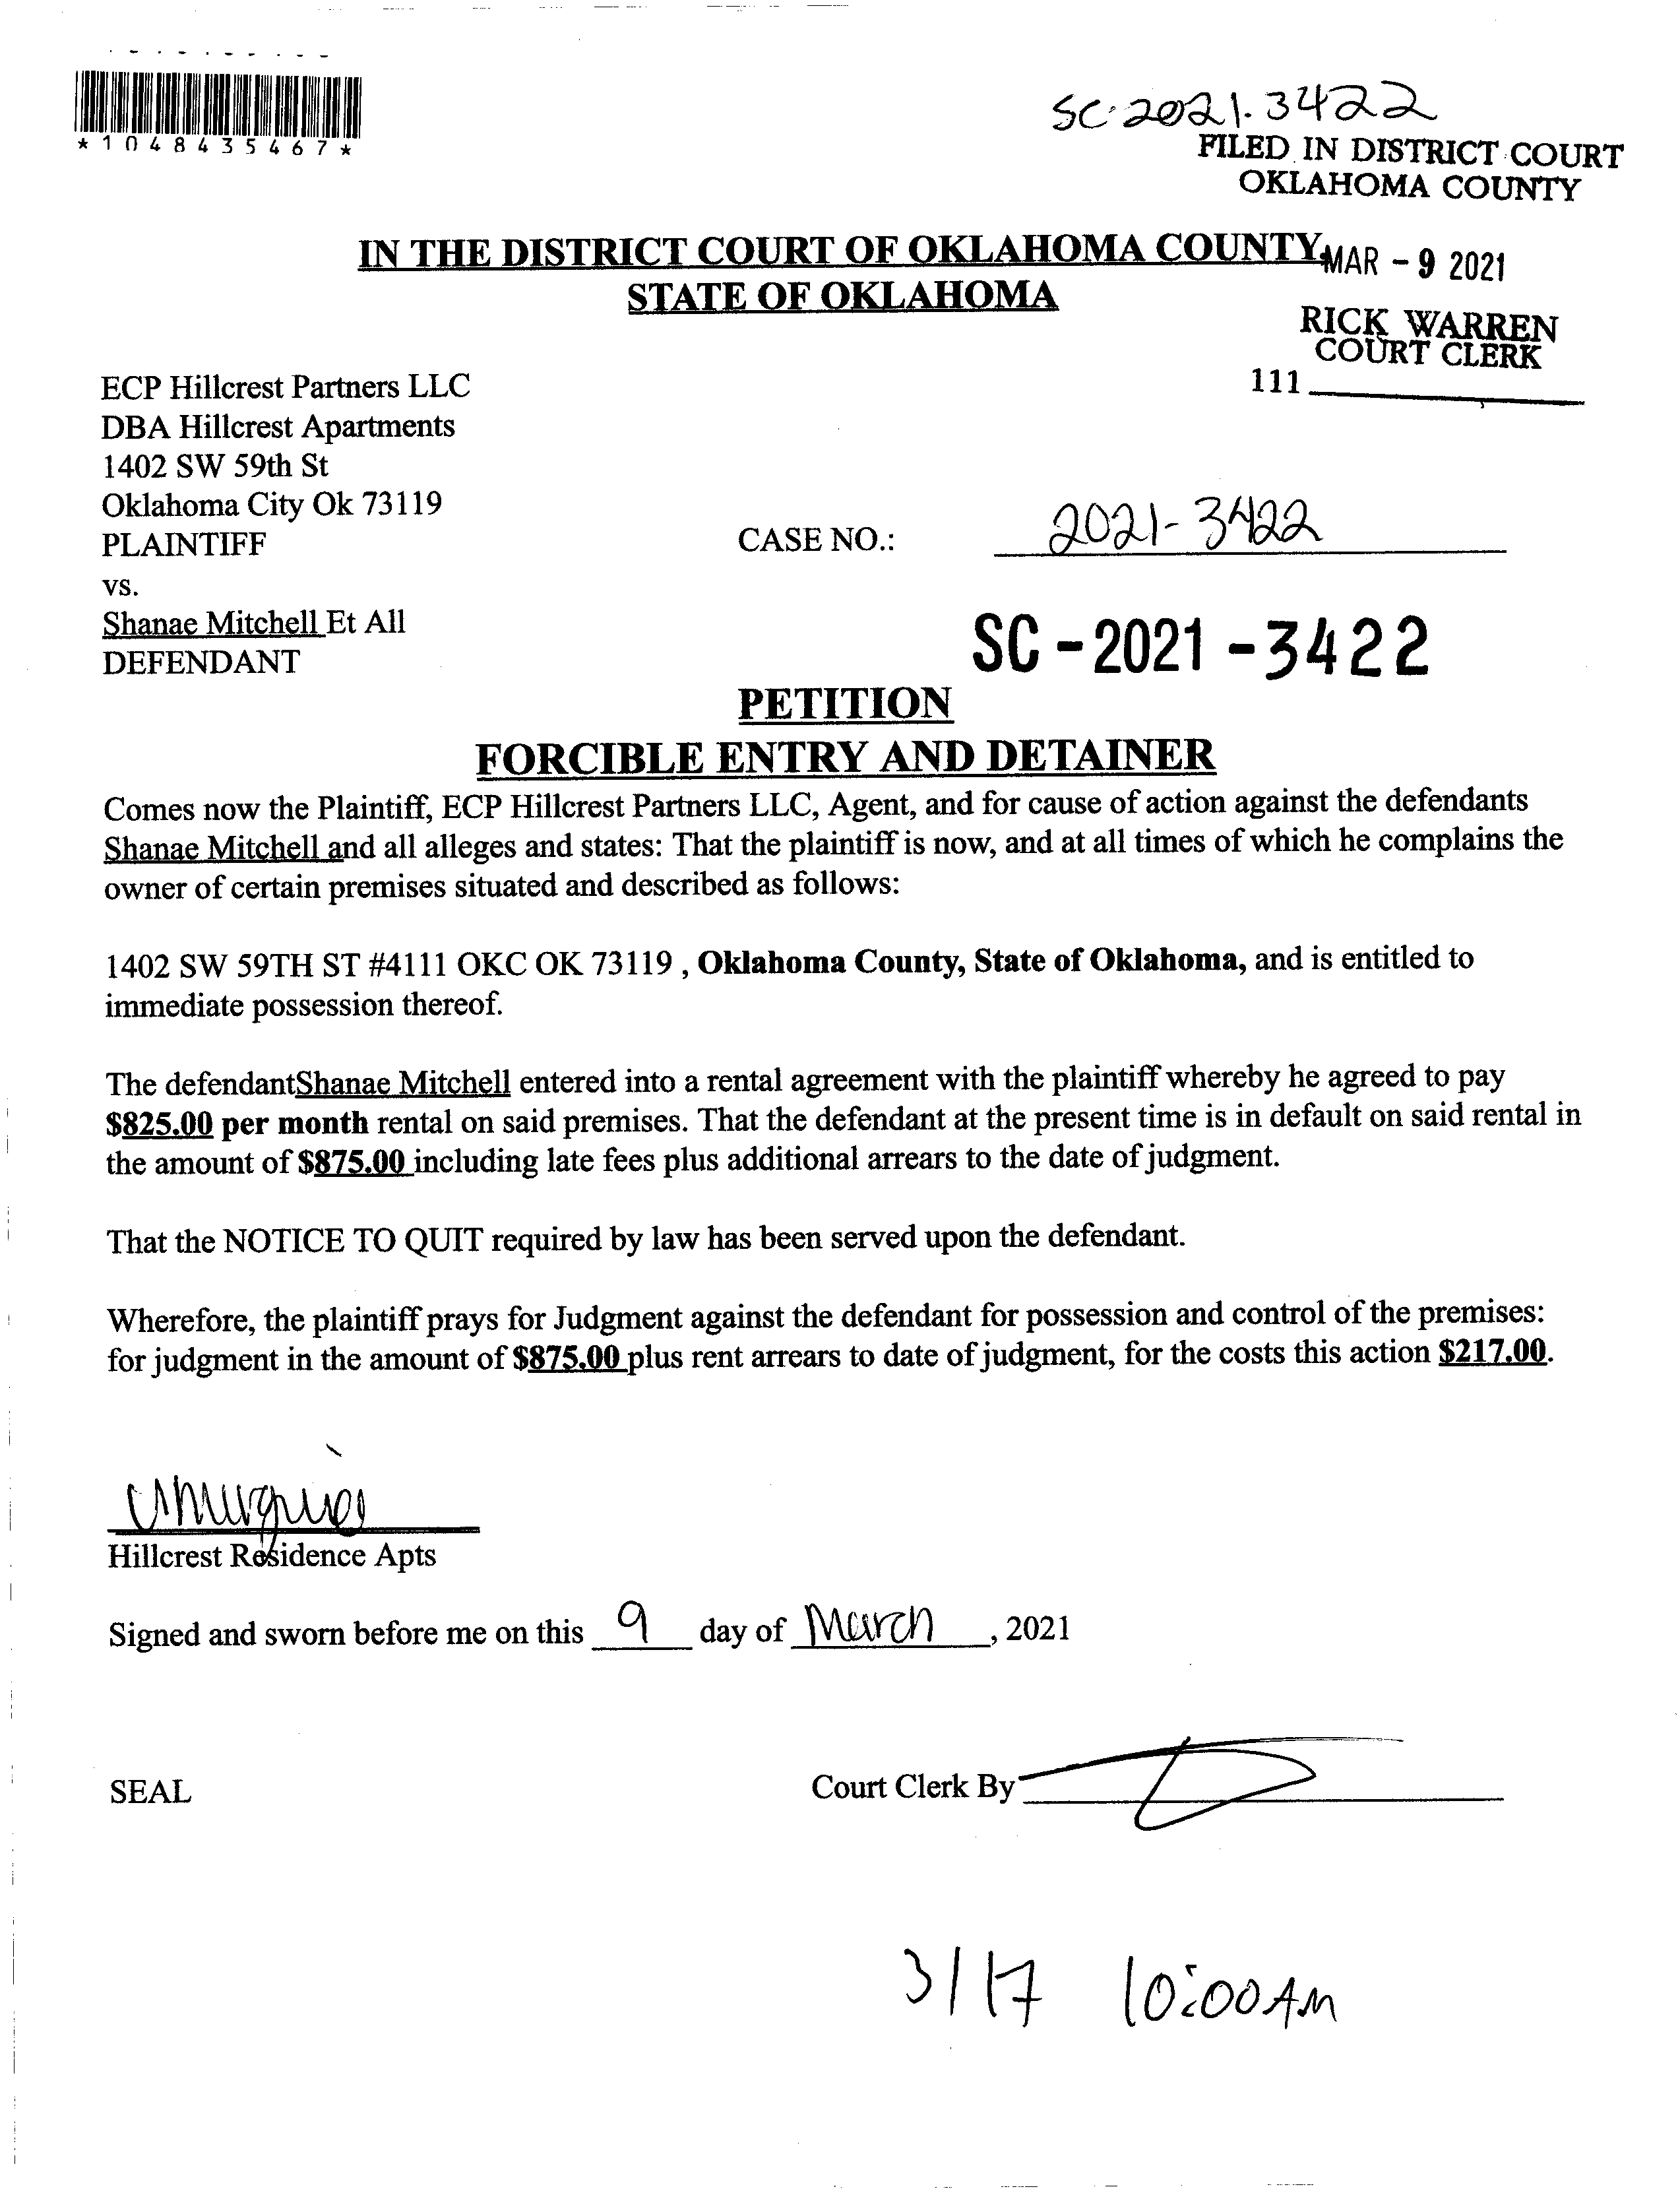 *1048435467*
SC-2021-3422
FILED IN DISTRICT COURT
OKLAHOMA COUNTY
IN THE DISTRICT COURT OF OKLAHOMA COUNTY
MAR - 9 2021
STATE OF OKLAHOMA
RICK WARREN
COURT CLERK
111
ECP Hillcrest Partners LLC
DBA Hillcrest Apartments
1402 SW 59th St
Oklahoma City Ok 73119
PLAINTIFF
CASE NO.: 2021-3422
vs.
Shanae Mitchell Et All
DEFENDANT
SC-2021-3422
PETITION
FORCIBLE ENTRY AND DETAINER
Comes now the Plaintiff, ECP Hillcrest Partners LLC, Agent, and for cause of action against the defendants
Shanae Mitchell and all alleges and states: That the plaintiff is now, and at all times of which he complains the
owner of certain premises situated and described as follows:
1402 SW 59TH ST #4111 OKC OK 73119 , Oklahoma County, State of Oklahoma, and is entitled to
immediate possession thereof.
The defendantShanae Mitchell entered into a rental agreement with the plaintiff whereby he agreed to pay
$825.00 per month rental on said premises. That the defendant at the present time is in default on said rental in
the amount of $875.00 including late fees plus additional arrears to the date of judgment.
That the NOTICE TO QUIT required by law has been served upon the defendant.
Wherefore, the plaintiff prays for Judgment against the defendant for possession and control of the premises:
for judgment in the amount of $875.00 plus rent arrears to date of judgment, for the costs this action $217.00.
Hillcrest Residence Apts
Signed and sworn before me on this 9 day of March , 2021
SEAL
Court Clerk By
3/17 10:00AM